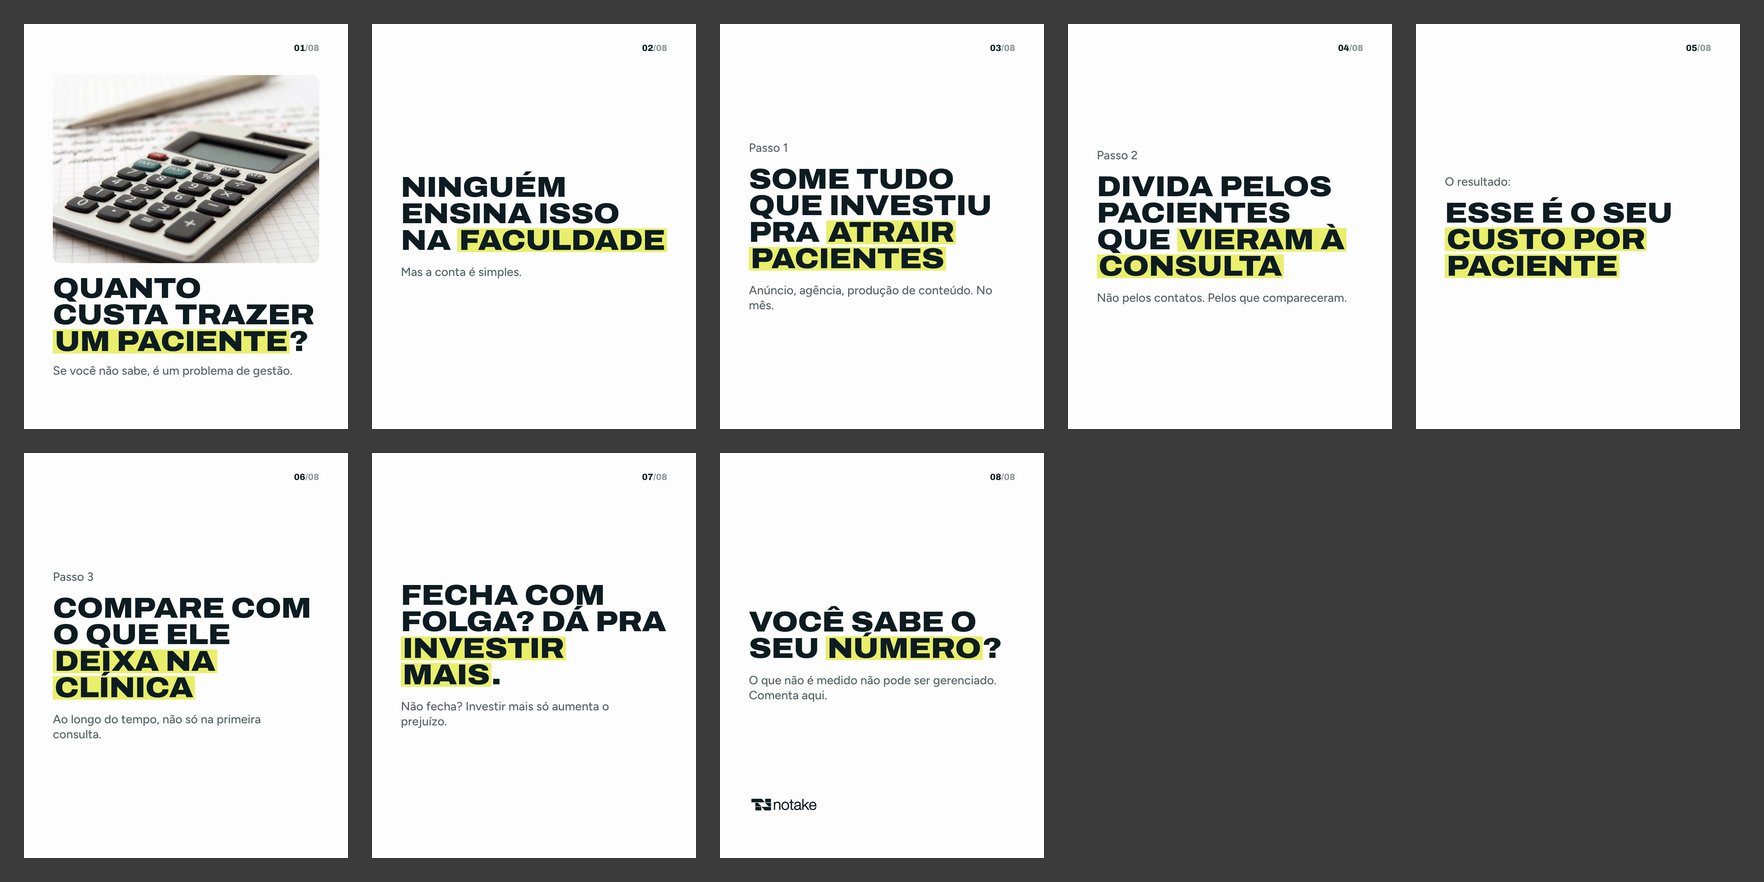 01/08
QUANTO
CUSTA TRAZER
UM PACIENTE?
Se você não sabe, é um problema de gestão.
02/08
NINGUÉM
ENSINA ISSO
NA FACULDADE
Mas a conta é simples.
03/08
Passo 1
SOME TUDO
QUE INVESTIU
PRA ATRAIR
PACIENTES
Anúncio, agência, produção de conteúdo. No
mês.
04/08
Passo 2
DIVIDA PELOS
PACIENTES
QUE VIERAM À
CONSULTA
Não pelos contatos. Pelos que compareceram.
05/08
O resultado:
ESSE É O SEU
CUSTO POR
PACIENTE
06/08
Passo 3
COMPARE COM
O QUE ELE
DEIXA NA
CLÍNICA
Ao longo do tempo, não só na primeira
consulta.
07/08
FECHA COM
FOLGA? DÁ PRA
INVESTIR
MAIS.
Não fecha? Investir mais só aumenta o
prejuízo.
08/08
VOCÊ SABE O
SEU NÚMERO?
O que não é medido não pode ser gerenciado.
Comenta aqui.
notake